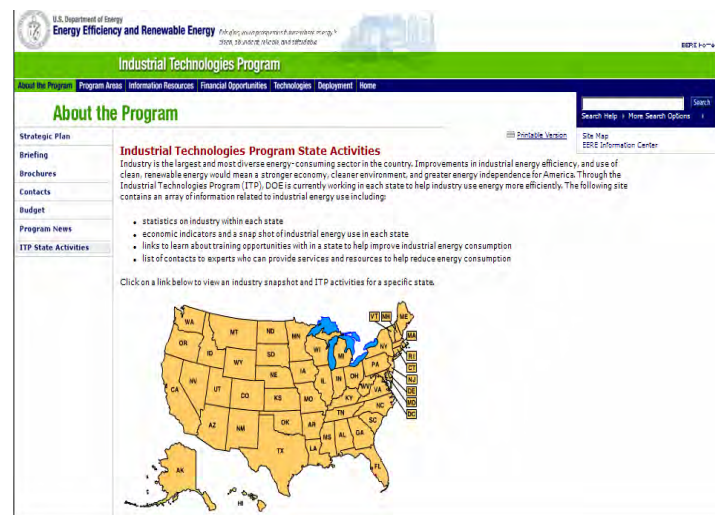 U.S. Department of Energy
Energy Efficiency and Renewable Energy
EERE Home
Industrial Technologies Program
About the Program Program Areas Information Resources Financial Opportunities Technologies Deployment Home
About the Program
Search
Search Help More Search Options
Printable Version
Site Map
EERE Information Center
Strategic Plan
Briefing
Brochures
Contacts
Budget
Program News
ITP State Activities
Industrial Technologies Program State Activities
Industry is the largest and most diverse energy-consuming sector in the country. Improvements in industrial energy efficiency, and use of
clean, renewable energy would mean a stronger economy, cleaner environment, and greater energy independence for America. Through the
Industrial Technologies Program (ITP), DOE is currently working in each state to help industry use energy more efficiently. The following site
contains an array of information related to industrial energy use including:
• statistics on industry within each state
• economic indicators and a snap shot of industrial energy use in each state
• links to learn about training opportunities with in a state to help improve industrial energy consumption
• list of contacts to experts who can provide services and resources to help reduce energy consumption
Click on a link below to view an industry snapshot and ITP activities for a specific state.
WA MT ND MN VT NH ME
OR ID WY SD WI MI NY MA
RI
CT
NJ
DE
MD
DC
NV UT CO NE IA IL IN OH PA
CA KS MO KY WV VA
AZ NM OK AR TN NC
TX LA MS AL GA SC
AK HI FL